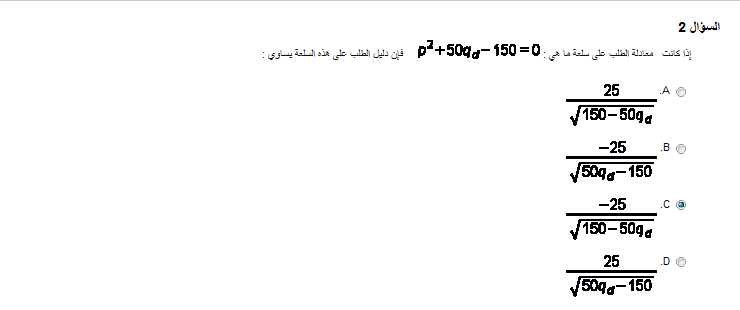 السؤال 2
إذا كانت معادلة الطلب على سلعة ما هي : p²+50q_d−150=0 فإن دليل الطلب على هذه السلعة يساوي :
A. 25/√(150−50q_d)
B. −25/√(50q_d−150)
C. −25/√(150−50q_d)
D. 25/√(50q_d−150)